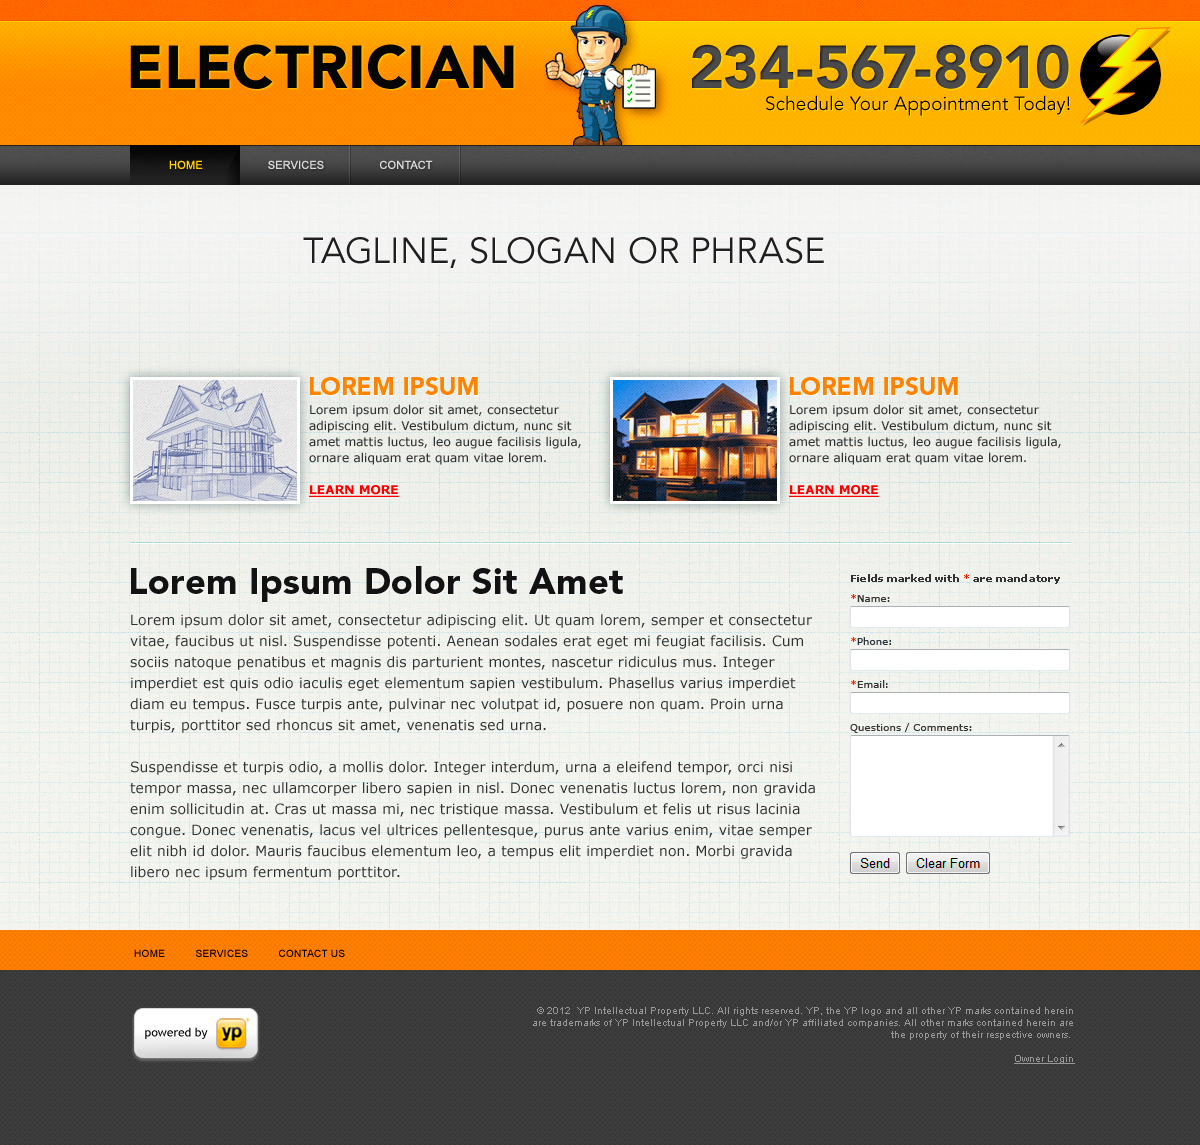 ELECTRICIAN
234-567-8910
Schedule Your Appointment Today!
HOME
SERVICES
CONTACT
TAGLINE, SLOGAN OR PHRASE
LOREM IPSUM
Lorem ipsum dolor sit amet, consectetur
adipiscing elit. Vestibulum dictum, nunc sit
amet mattis luctus, leo augue facilisis ligula,
ornare aliquam erat quam vitae lorem.
LEARN MORE
LOREM IPSUM
Lorem ipsum dolor sit amet, consectetur
adipiscing elit. Vestibulum dictum, nunc sit
amet mattis luctus, leo augue facilisis ligula,
ornare aliquam erat quam vitae lorem.
LEARN MORE
Lorem Ipsum Dolor Sit Amet
Lorem ipsum dolor sit amet, consectetur adipiscing elit. Ut quam lorem, semper et consectetur
vitae, faucibus ut nisl. Suspendisse potenti. Aenean sodales erat eget mi feugiat facilisis. Cum
sociis natoque penatibus et magnis dis parturient montes, nascetur ridiculus mus. Integer
imperdiet est quis odio iaculis eget elementum sapien vestibulum. Phasellus varius imperdiet
diam eu tempus. Fusce turpis ante, pulvinar nec volutpat id, posuere non quam. Proin urna
turpis, porttitor sed rhoncus sit amet, venenatis sed urna.
Suspendisse et turpis odio, a mollis dolor. Integer interdum, urna a eleifend tempor, orci nisi
tempor massa, nec ullamcorper libero sapien in nisl. Donec venenatis luctus lorem, non gravida
enim sollicitudin at. Cras ut massa mi, nec tristique massa. Vestibulum et felis ut risus lacinia
congue. Donec venenatis, lacus vel ultrices pellentesque, purus ante varius enim, vitae semper
elit nibh id dolor. Mauris faucibus elementum leo, a tempus elit imperdiet non. Morbi gravida
libero nec ipsum fermentum porttitor.
Fields marked with * are mandatory
*Name:
*Phone:
*Email:
Questions / Comments:
Send
Clear Form
HOME
SERVICES
CONTACT US
powered by yp
© 2012 YP Intellectual Property LLC. All rights reserved. YP, the YP logo and all other YP marks contained herein
are trademarks of YP Intellectual Property LLC and/or YP affiliated companies. All other marks contained herein are
the property of their respective owners.
Owner Login